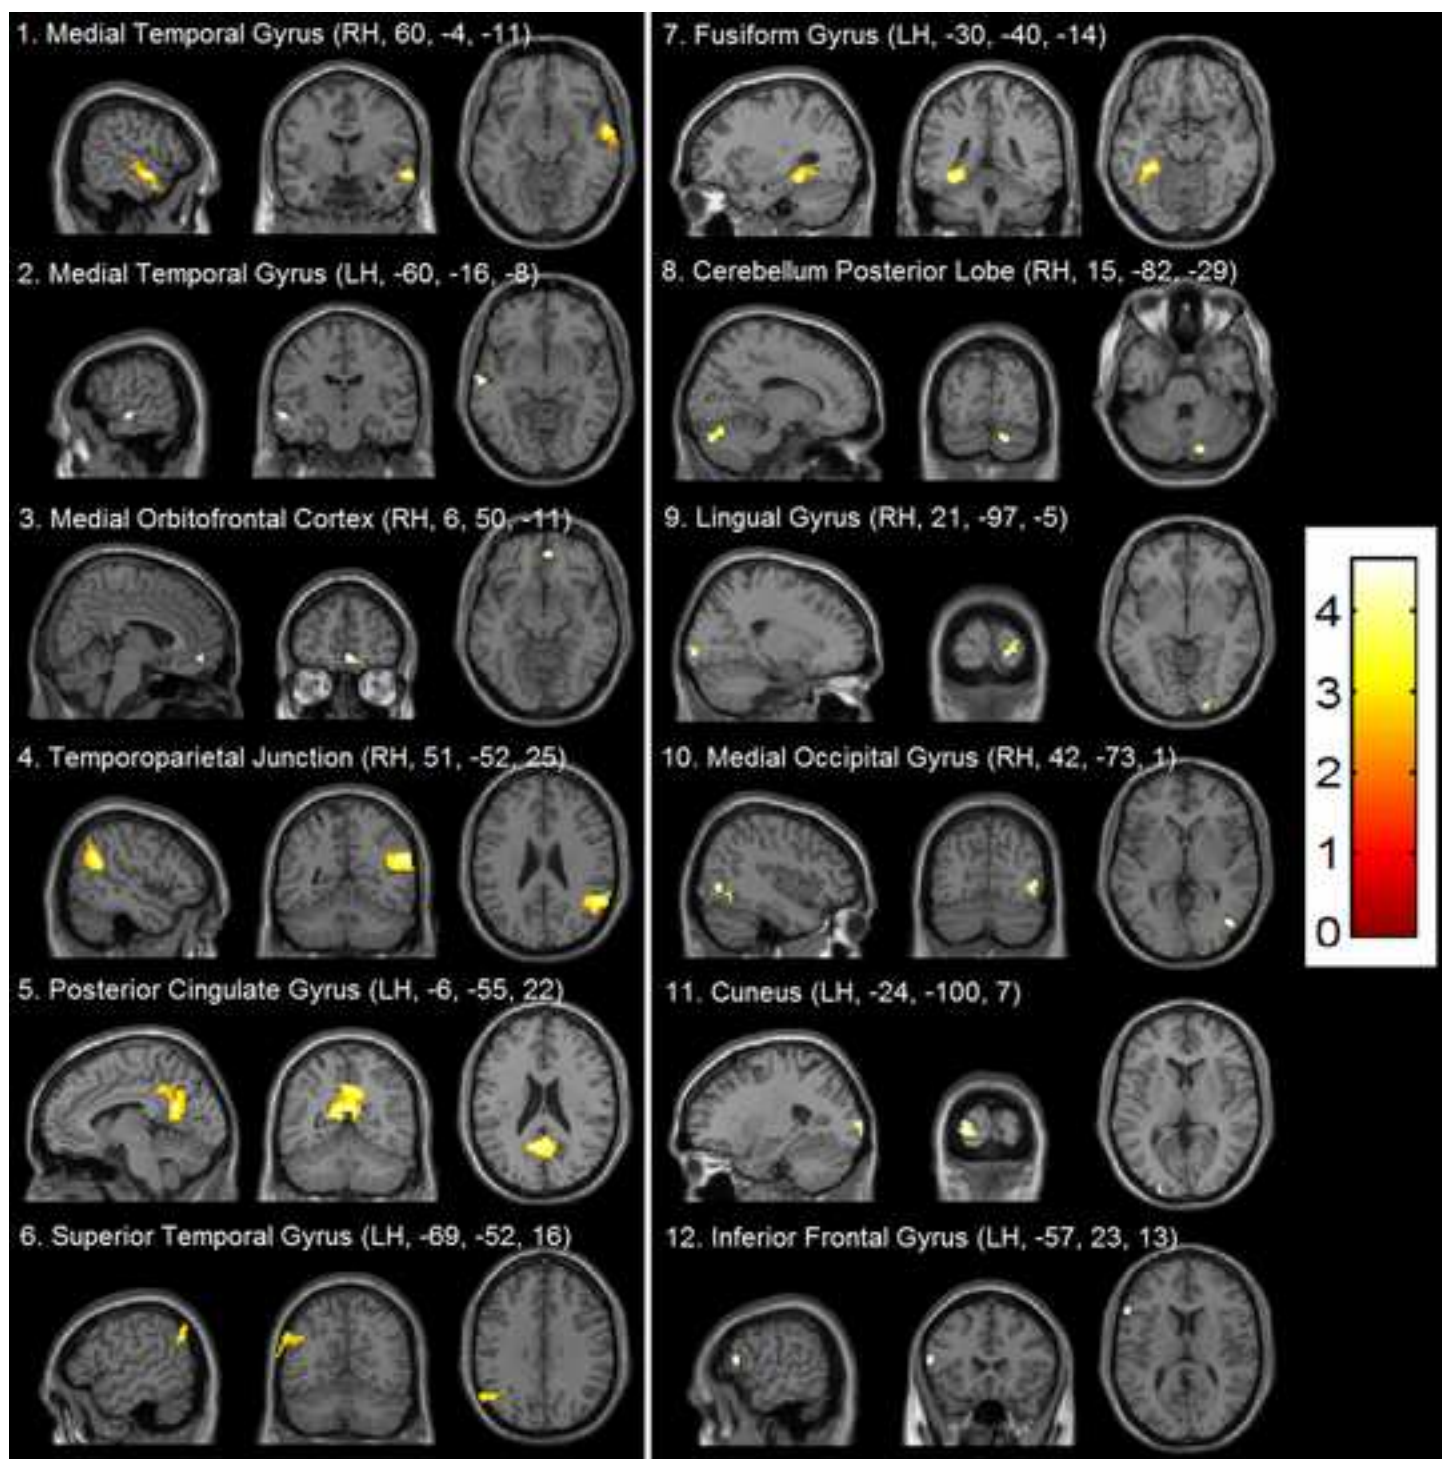 1. Medial Temporal Gyrus (RH, 60, -4, -11)
2. Medial Temporal Gyrus (LH, -60, -16, -8)
3. Medial Orbitofrontal Cortex (RH, 6, 50, -11)
4. Temporoparietal Junction (RH, 51, -52, 25)
5. Posterior Cingulate Gyrus (LH, -6, -55, 22)
6. Superior Temporal Gyrus (LH, -69, -52, 16)
7. Fusiform Gyrus (LH, -30, -40, -14)
8. Cerebellum Posterior Lobe (RH, 15, -82, -29)
9. Lingual Gyrus (RH, 21, -97, -5)
10. Medial Occipital Gyrus (RH, 42, -73, 1)
11. Cuneus (LH, -24, -100, 7)
12. Inferior Frontal Gyrus (LH, -57, 23, 13)
4
3
2
1
0